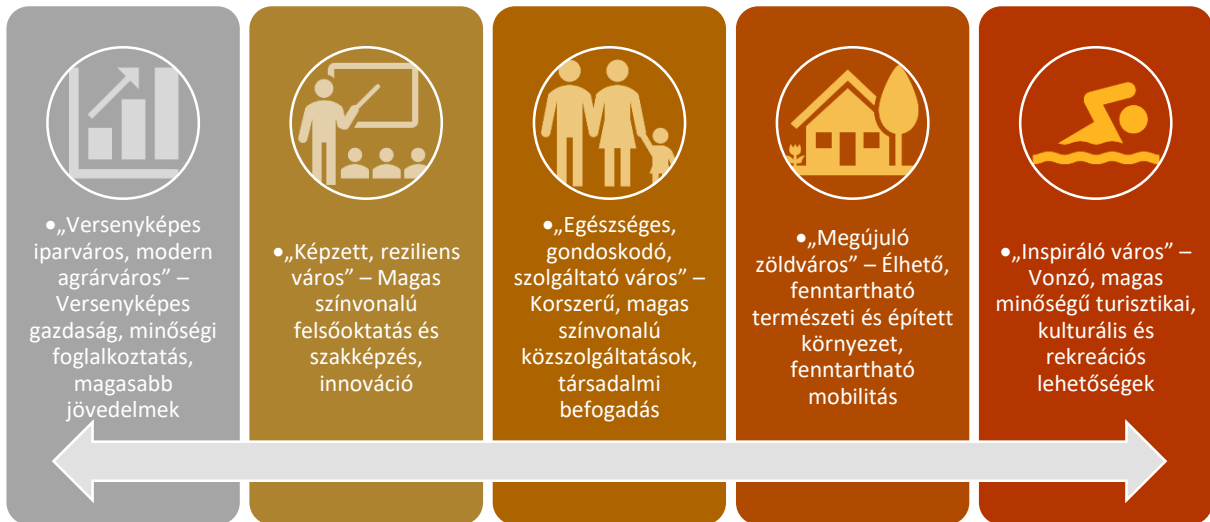 •„Versenyképes
iparváros, modern
agrárváros” –
Versenyképes
gazdaság, minőségi
foglalkoztatás,
magasabb
jövedelmek
•„Képzett, reziliens
város” – Magas
színvonalú
felsőoktatás és
szakképzés,
innováció
•„Egészséges,
gondoskodó,
szolgáltató város” –
Korszerű, magas
színvonalú
közszolgáltatások,
társadalmi
befogadás
•„Megújuló
zöldváros” – Élhető,
fenntartható
természeti és épített
környezet,
fenntartható
mobilitás
•„Inspiráló város” –
Vonzó, magas
minőségű turisztikai,
kulturális és
rekreációs
lehetőségek